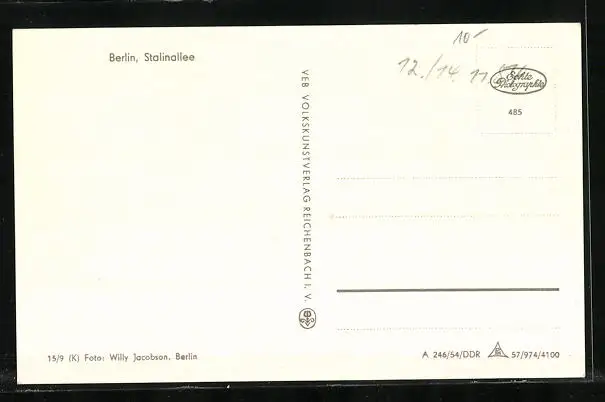 Berlin, Stalinallee
10-
12./14. 11.
Echte
Photographie
485
VEB VOLKSKUNSTVERLAG REICHENBACH I. V.
15/9 (K) Foto: Willy Jacobson, Berlin
A 246/54/DDR 57/974/4100